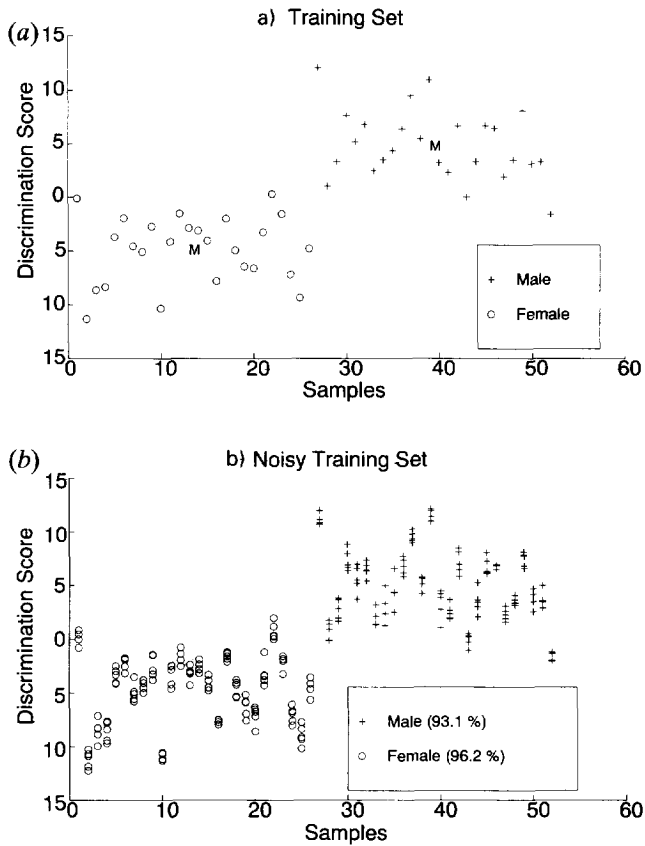 (a)
a) Training Set
Discrimination Score
15
10
5
0
5
10
15
M
M
+ Male
○ Female
0 10 20 30 40 50 60
Samples
(b)
b) Noisy Training Set
Discrimination Score
15
10
5
0
5
10
15
+ Male (93.1 %)
○ Female (96.2 %)
0 10 20 30 40 50 60
Samples